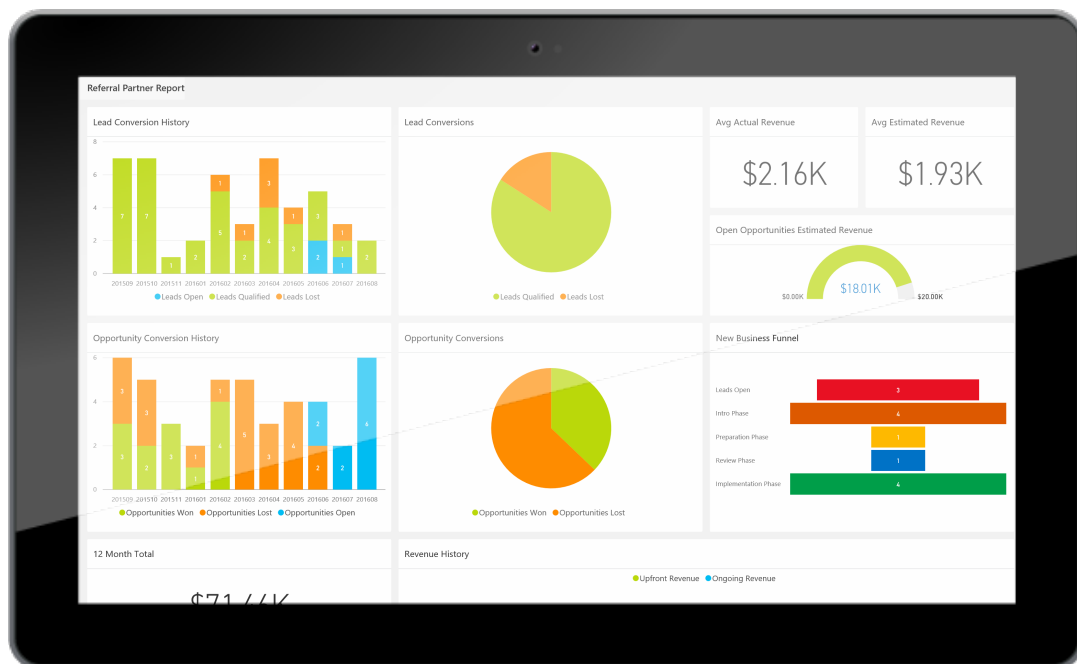 Referral Partner Report
Lead Conversion History
8
6
4
2
0
7
7
1
2
5
1
2
1
4
3
3
1
2
3
1
1
1
2
201509 201510 201511 201601 201602 201603 201604 201605 201606 201607 201608
Leads Open Leads Qualified Leads Lost
Lead Conversions
Leads Qualified Leads Lost
Avg Actual Revenue
$2.16K
Avg Estimated Revenue
$1.93K
Open Opportunities Estimated Revenue
$18.01K
$0.00K
$20.00K
Opportunity Conversion History
6
4
2
0
3
3
3
3
1
1
4
1
5
3
4
2
2
2
6
201509 201510 201511 201601 201602 201603 201604 201605 201606 201607 201608
Opportunities Won Opportunities Lost Opportunities Open
Opportunity Conversions
Opportunities Won Opportunities Lost
New Business Funnel
Leads Open 3
Intro Phase 4
Preparation Phase 1
Review Phase 1
Implementation Phase 4
12 Month Total
Revenue History
Upfront Revenue Ongoing Revenue